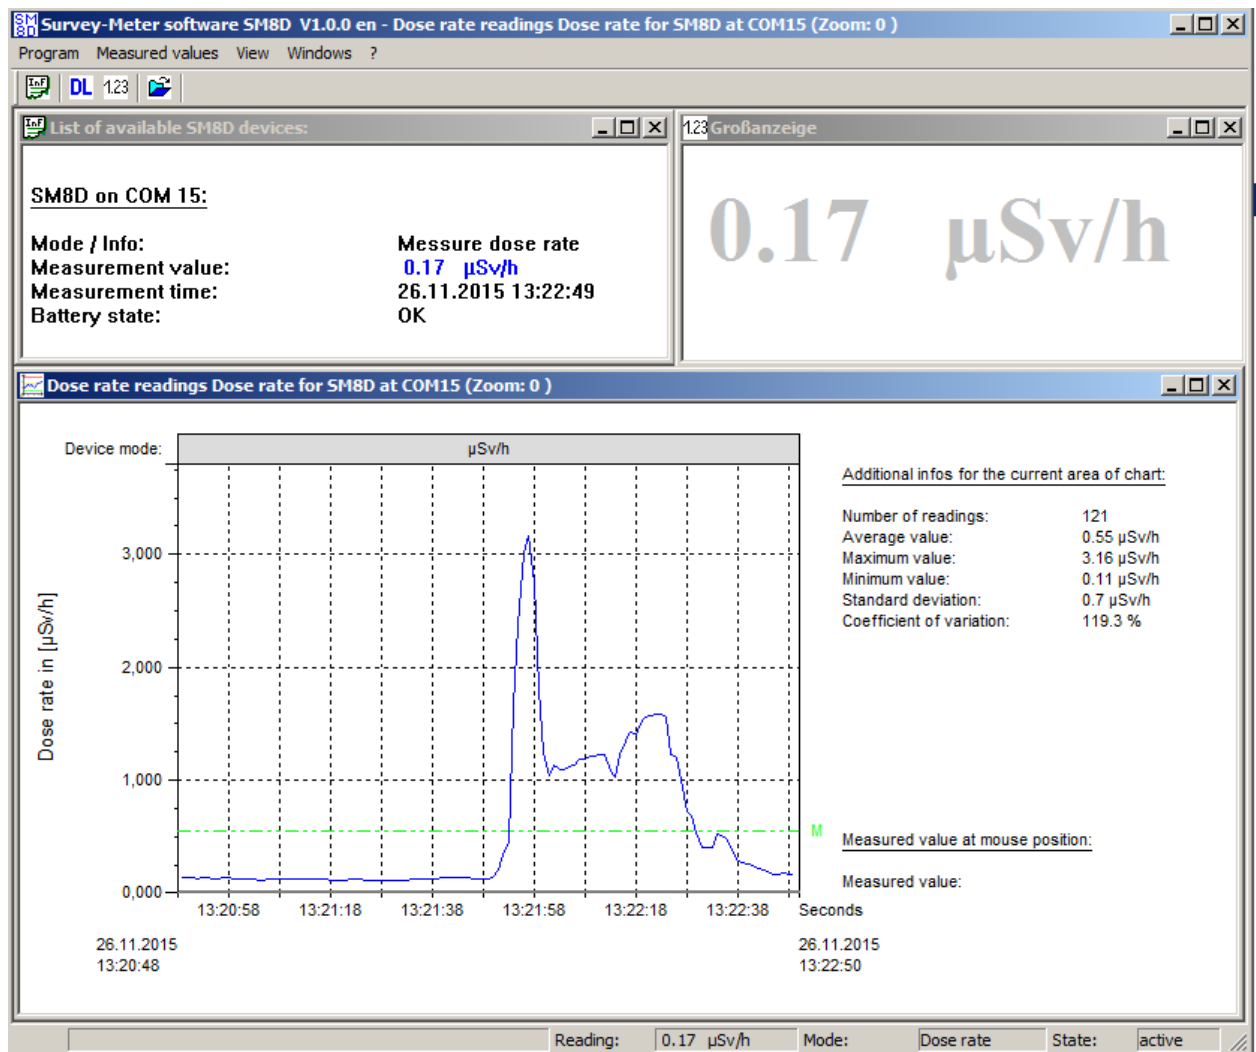 SM8D Survey-Meter software SM8D V1.0.0 en - Dose rate readings Dose rate for SM8D at COM15 (Zoom: 0 )
Program Measured values View Windows ?
InF DL 1.23
InF List of available SM8D devices:
SM8D on COM 15:
Mode / Info: Messure dose rate
Measurement value: 0.17 µSv/h
Measurement time: 26.11.2015 13:22:49
Battery state: OK
1.23 Großanzeige
0.17 µSv/h
Dose rate readings Dose rate for SM8D at COM15 (Zoom: 0 )
Device mode: µSv/h
Dose rate in [µSv/h]
3,000
2,000
1,000
0,000
M
13:20:58 13:21:18 13:21:38 13:21:58 13:22:18 13:22:38 Seconds
26.11.2015
13:20:48
26.11.2015
13:22:50
Additional infos for the current area of chart:
Number of readings: 121
Average value: 0.55 µSv/h
Maximum value: 3.16 µSv/h
Minimum value: 0.11 µSv/h
Standard deviation: 0.7 µSv/h
Coefficient of variation: 119.3 %
Measured value at mouse position:
Measured value:
Reading: 0.17 µSv/h Mode: Dose rate State: active